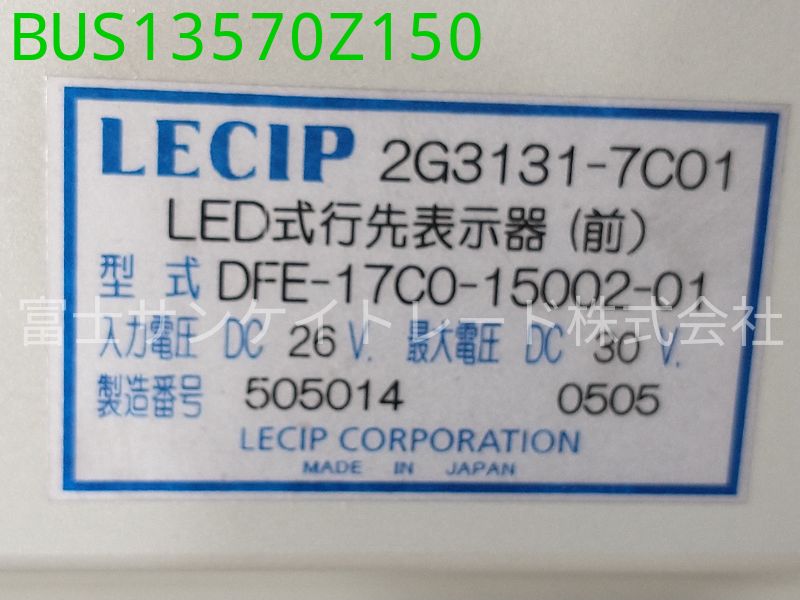 BUS13570Z150
LECIP 2G3131-7C01
LED式行先表示器(前)
型式 DFE-17C0-15002-01
富士サンケイトレード株式会社
入力電圧 DC 26 V. 最大電圧 DC 30 V.
製造番号 505014 0505
LECIP CORPORATION
MADE IN JAPAN